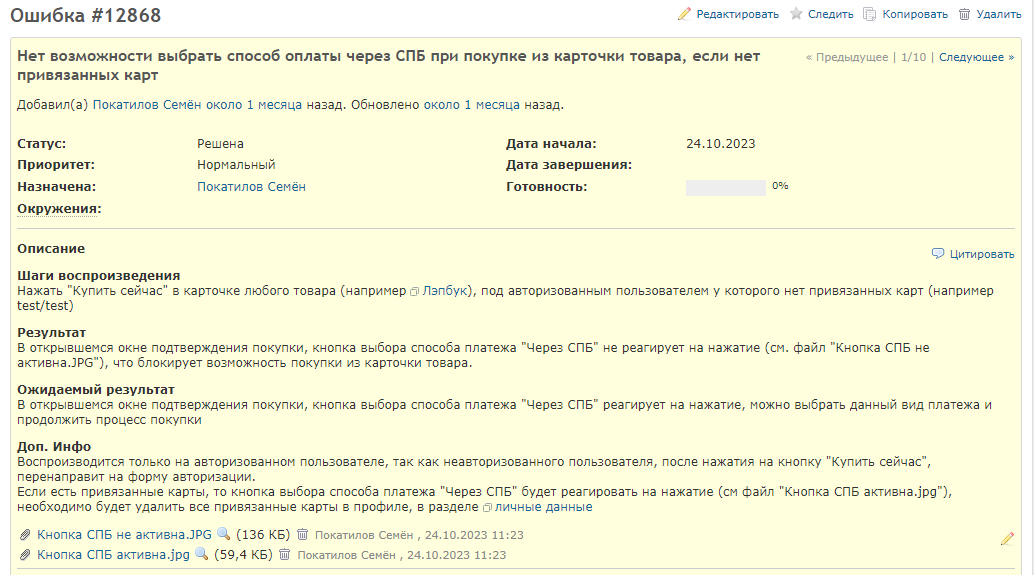 Ошибка #12868
Редактировать Следить Копировать Удалить
Нет возможности выбрать способ оплаты через СПБ при покупке из карточки товара, если нет
привязанных карт
« Предыдущее | 1/10 | Следующее »
Добавил(а) Покатилов Семён около 1 месяца назад. Обновлено около 1 месяца назад.
Статус: Решена Дата начала: 24.10.2023
Приоритет: Нормальный Дата завершения:
Назначена: Покатилов Семён Готовность: 0%
Окружения:
Описание
Цитировать
Шаги воспроизведения
Нажать "Купить сейчас" в карточке любого товара (например Лэпбук), под авторизованным пользователем у которого нет привязанных карт (например
test/test)
Результат
В открывшемся окне подтверждения покупки, кнопка выбора способа платежа "Через СПБ" не реагирует на нажатие (см. файл "Кнопка СПБ не
активна.JPG"), что блокирует возможность покупки из карточки товара.
Ожидаемый результат
В открывшемся окне подтверждения покупки, кнопка выбора способа платежа "Через СПБ" реагирует на нажатие, можно выбрать данный вид платежа и
продолжить процесс покупки
Доп. Инфо
Воспроизводится только на авторизованном пользователе, так как неавторизованного пользователя, после нажатия на кнопку "Купить сейчас",
перенаправит на форму авторизации.
Если есть привязанные карты, то кнопка выбора способа платежа "Через СПБ" будет реагировать на нажатие (см файл "Кнопка СПБ активна.jpg"),
необходимо будет удалить все привязанные карты в профиле, в разделе личные данные
Кнопка СПБ не активна.JPG (136 КБ) Покатилов Семён , 24.10.2023 11:23
Кнопка СПБ активна.jpg (59,4 КБ) Покатилов Семён , 24.10.2023 11:23